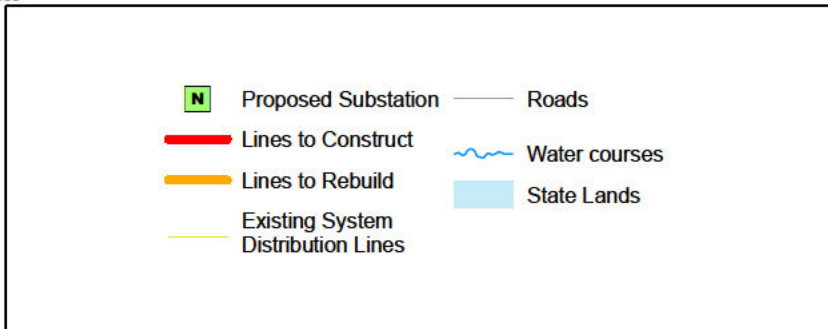 N Proposed Substation
Lines to Construct
Lines to Rebuild
Existing System
Distribution Lines
Roads
Water courses
State Lands